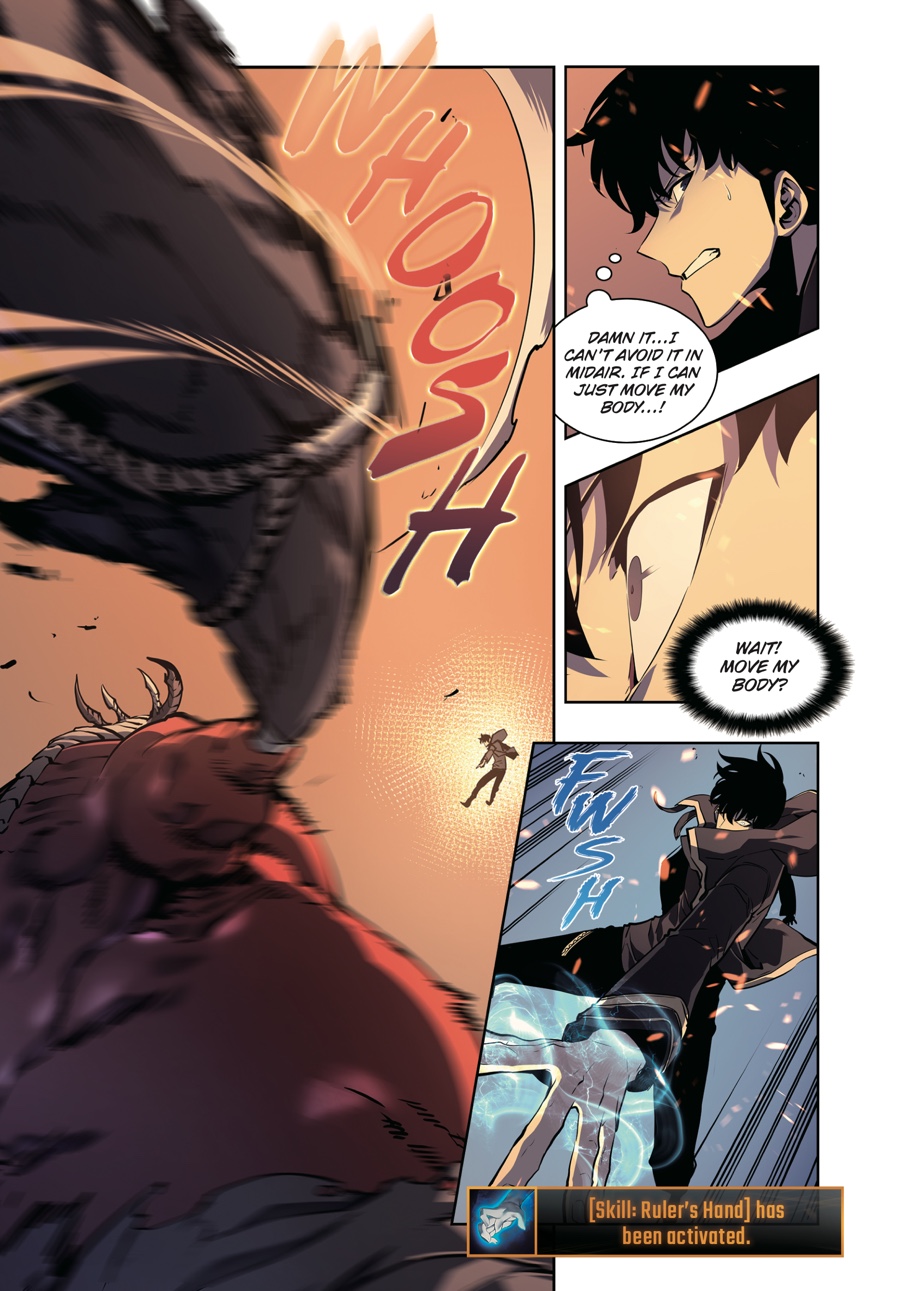 WHOOSH
DAMN IT...I
CAN'T AVOID IT IN
MIDAIR. IF I CAN
JUST MOVE MY
BODY...!
WAIT!
MOVE MY
BODY?
FWSH
[Skill: Ruler's Hand] has
been activated.